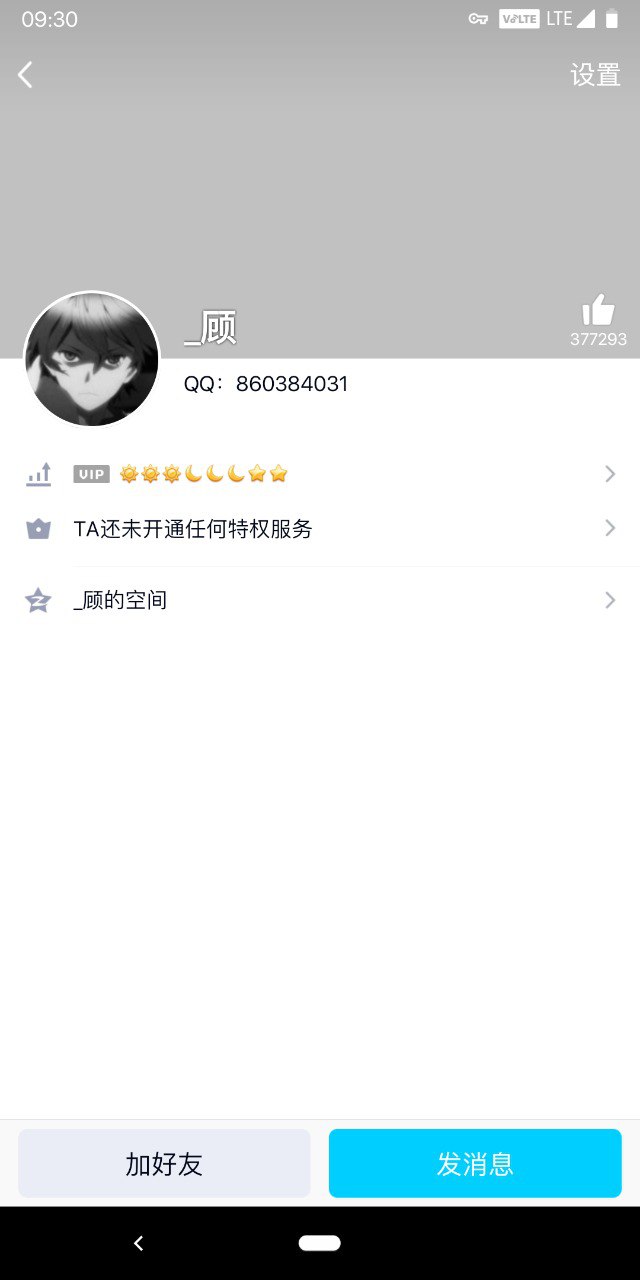 09:30
VoLTE LTE
设置
_顾
377293
QQ：860384031
VIP
TA还未开通任何特权服务
_顾的空间
加好友
发消息